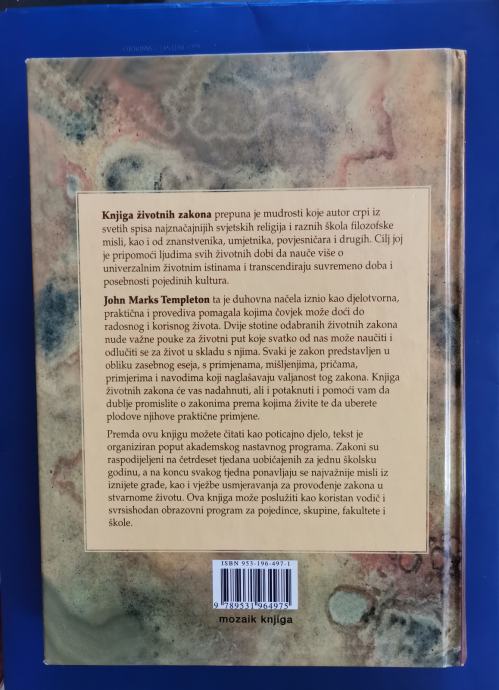 Knjiga životnih zakona prepuna je mudrosti koje autor crpi iz
svetih spisa najznačajnijih svjetskih religija i raznih škola filozofske
misli, kao i od znanstvenika, umjetnika, povjesničara i drugih. Cilj joj
je pripomoći ljudima svih životnih dobi da nauče više o
univerzalnim životnim istinama i transcendiraju suvremeno doba i
posebnosti pojedinih kultura.
John Marks Templeton ta je duhovna načela iznio kao djelotvorna,
praktična i provediva pomagala kojima čovjek može doći do
radosnog i korisnog života. Dvije stotine odabranih životnih zakona
nude važne pouke za životni put koje svatko od nas može naučiti i
odlučiti se za život u skladu s njima. Svaki je zakon predstavljen u
obliku zasebnog eseja, s primjenama, mišljenjima, pričama,
primjerima i navodima koji naglašavaju valjanost tog zakona. Knjiga
životnih zakona će vas nadahnuti, ali i potaknuti i pomoći vam da
dublje promislite o zakonima prema kojima živite te da uberete
plodove njihove praktične primjene.
Premda ovu knjigu možete čitati kao poticajno djelo, tekst je
organiziran poput akademskog nastavnog programa. Zakoni su
raspodijeljeni na četrdeset tjedana uobičajenih za jednu školsku
godinu, a na koncu svakog tjedna ponavljaju se najvažnije misli iz
iznijete građe, kao i vježbe usmjeravanja za provođenje zakona u
stvarnome životu. Ova knjiga može poslužiti kao koristan vodič i
svrsishodan obrazovni program za pojedince, skupine, fakultete i
škole.
ISBN 953-196-497-1
9 789531 964975
mozaik knjiga